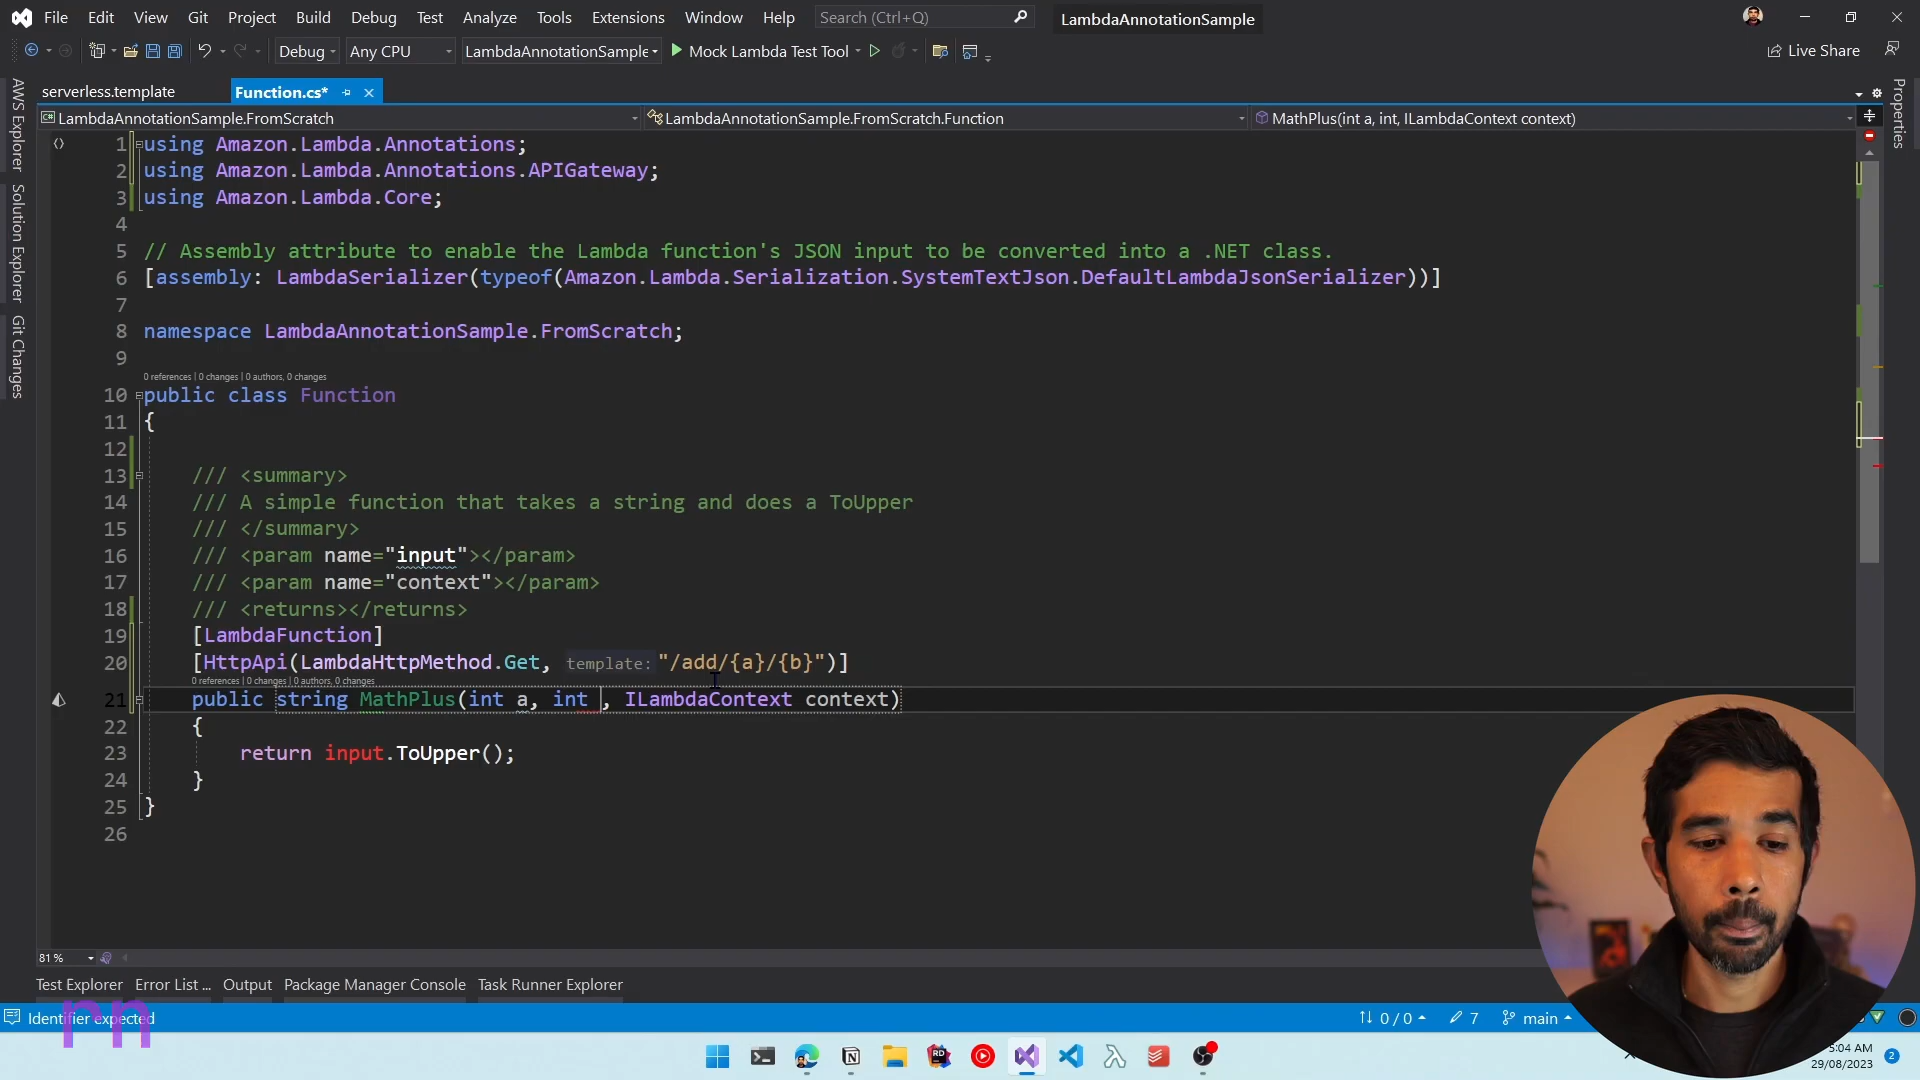 File Edit View Git Project Build Debug Test Analyze Tools Extensions Window Help Search (Ctrl+Q) LambdaAnnotationSample
Debug Any CPU LambdaAnnotationSample Mock Lambda Test Tool Live Share
serverless.template Function.cs*
LambdaAnnotationSample.FromScratch LambdaAnnotationSample.FromScratch.Function MathPlus(int a, int, ILambdaContext context)
AWS Explorer
Solution Explorer
Git Changes
Properties
1 using Amazon.Lambda.Annotations;
2 using Amazon.Lambda.Annotations.APIGateway;
3 using Amazon.Lambda.Core;
4
5 // Assembly attribute to enable the Lambda function's JSON input to be converted into a .NET class.
6 [assembly: LambdaSerializer(typeof(Amazon.Lambda.Serialization.SystemTextJson.DefaultLambdaJsonSerializer))]
7
8 namespace LambdaAnnotationSample.FromScratch;
9
0 references | 0 changes | 0 authors, 0 changes
10 public class Function
11 {
12
13 /// <summary>
14 /// A simple function that takes a string and does a ToUpper
15 /// </summary>
16 /// <param name="input"></param>
17 /// <param name="context"></param>
18 /// <returns></returns>
19 [LambdaFunction]
20 [HttpApi(LambdaHttpMethod.Get, template: "/add/{a}/{b}")]
0 references | 0 changes | 0 authors, 0 changes
21 public string MathPlus(int a, int , ILambdaContext context)
22 {
23 return input.ToUpper();
24 }
25 }
26
81 %
Test Explorer Error List ... Output Package Manager Console Task Runner Explorer
Identifier expected 0 / 0 7 main
rn
5:04 AM
29/08/2023 2